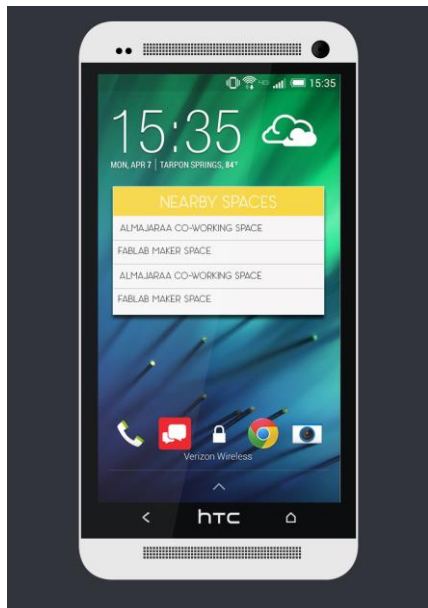 15:35
15:35
MON, APR 7 | TARPON SPRINGS, 84°
NEARBY SPACES
ALMAJARAA CO-WORKING SPACE
FABLAB MAKER SPACE
ALMAJARAA CO-WORKING SPACE
FABLAB MAKER SPACE
Verizon Wireless
hTC